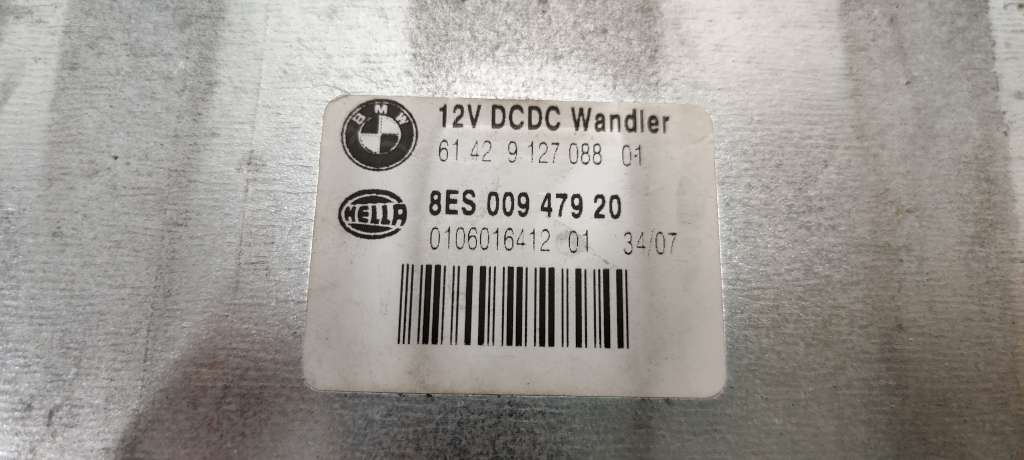 BMW
12V DCDC Wandler
61 42 9 127 088 01
HELLA
8ES 009 479 20
0106016412 01 34/07